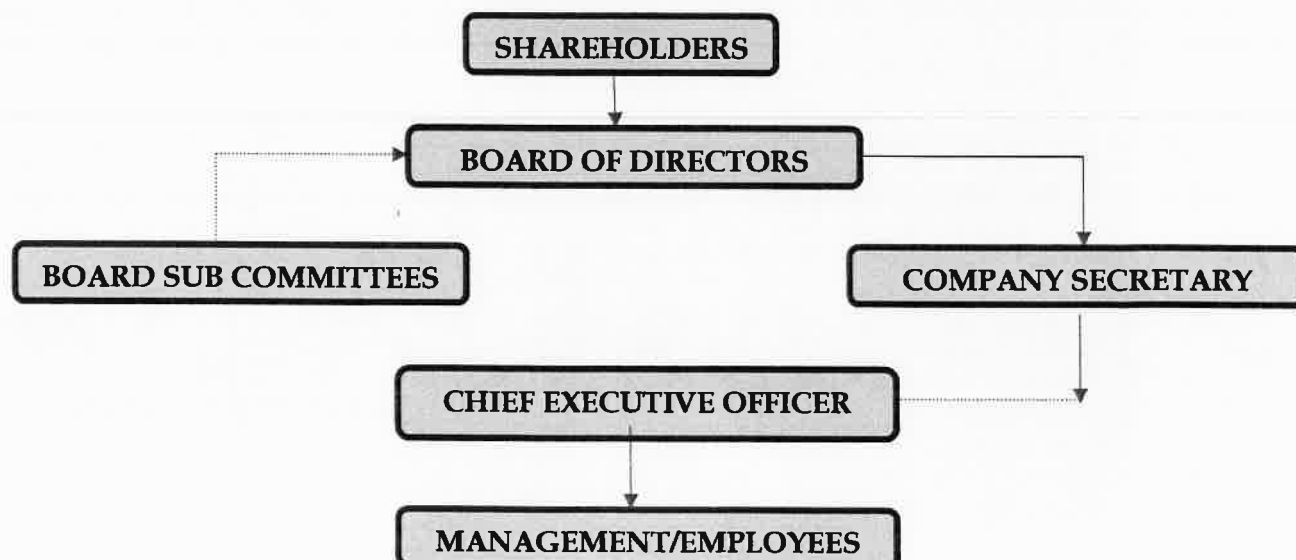 SHAREHOLDERS
BOARD OF DIRECTORS
BOARD SUB COMMITTEES
COMPANY SECRETARY
CHIEF EXECUTIVE OFFICER
MANAGEMENT/EMPLOYEES